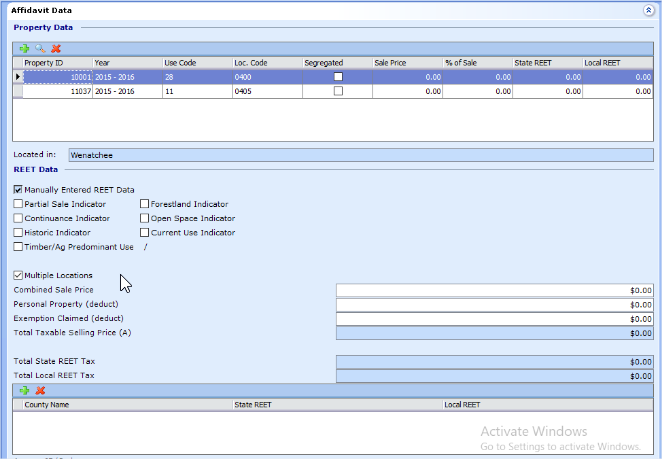 Affidavit Data
Property Data
Property ID Year Use Code Loc. Code Segregated Sale Price % of Sale State REET Local REET
10001 2015 - 2016 28 0400 0.00 0.00 0.00 0.00
11037 2015 - 2016 11 0405 0.00 0.00 0.00 0.00
Located in: Wenatchee
REET Data
Manually Entered REET Data
Partial Sale Indicator Forestland Indicator
Continuance Indicator Open Space Indicator
Historic Indicator Current Use Indicator
Timber/Ag Predominant Use /
Multiple Locations
Combined Sale Price $0.00
Personal Property (deduct) $0.00
Exemption Claimed (deduct) $0.00
Total Taxable Selling Price (A) $0.00
Total State REET Tax $0.00
Total Local REET Tax $0.00
County Name State REET Local REET
Activate Windows
Go to Settings to activate Windows.